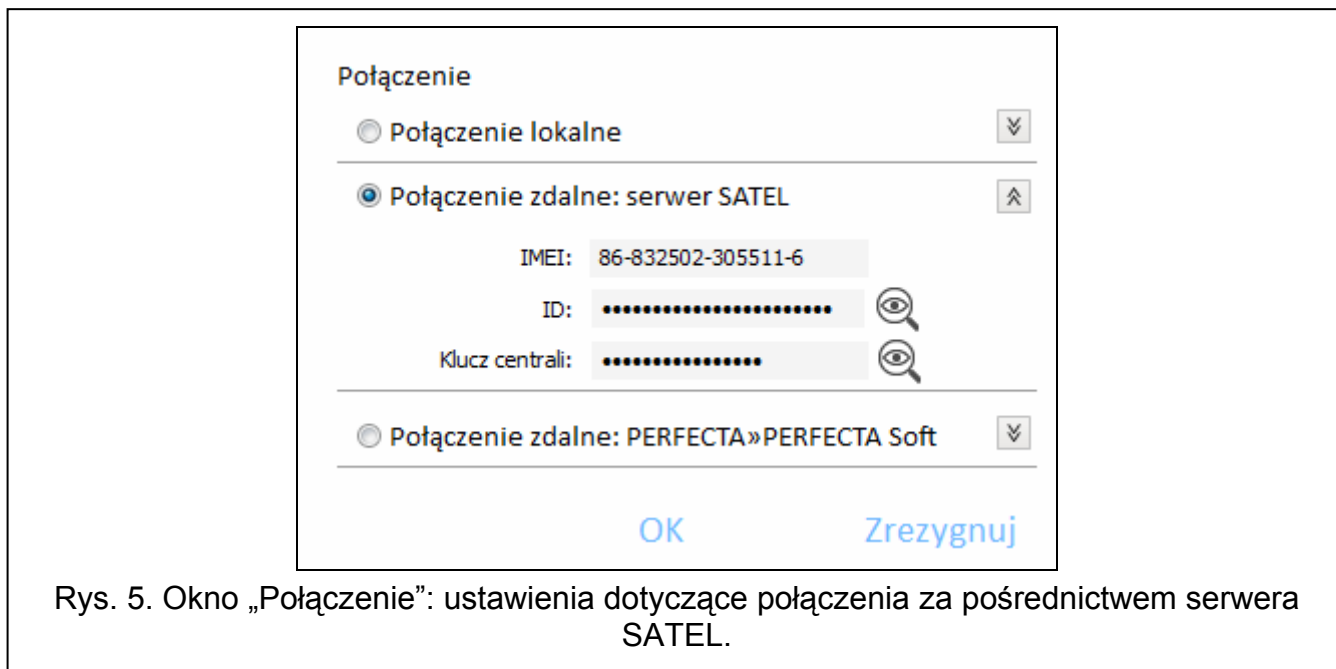 Połączenie
Połączenie lokalne
Połączenie zdalne: serwer SATEL
IMEI: 86-832502-305511-6
ID: •••••••••••••••••••••••
Klucz centrali: ••••••••••••••••
Połączenie zdalne: PERFECTA»PERFECTA Soft
OK Zrezygnuj
Rys. 5. Okno „Połączenie”: ustawienia dotyczące połączenia za pośrednictwem serwera
SATEL.